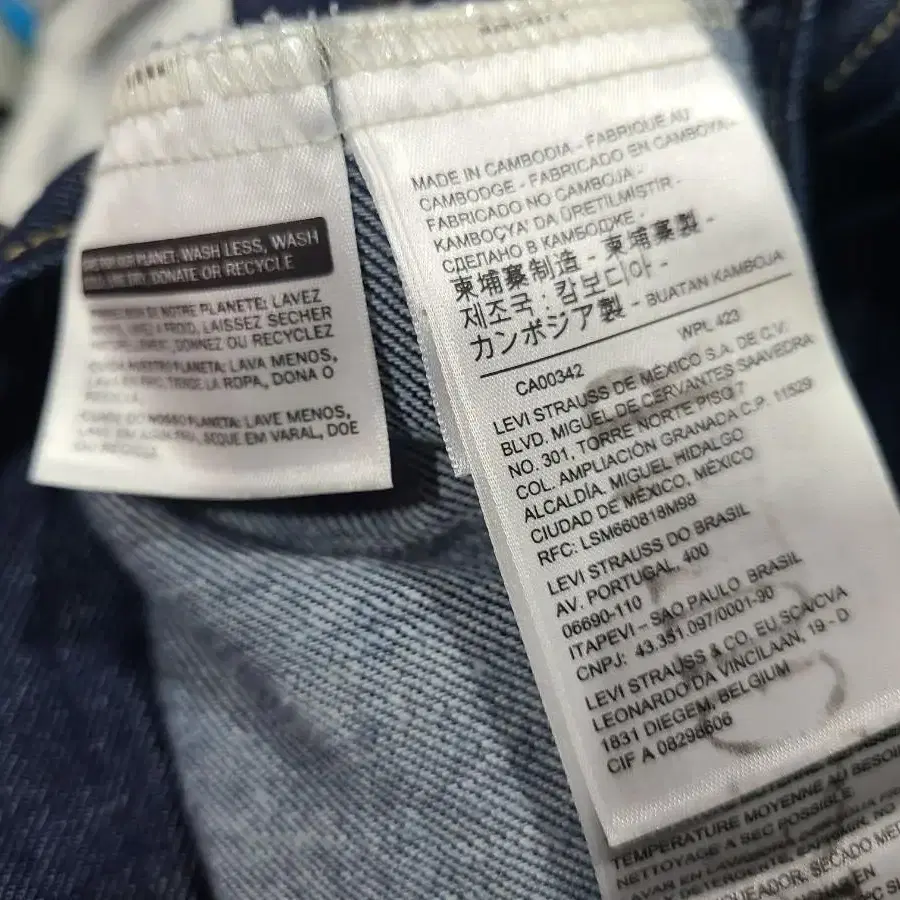 PLANET: WASH LESS, WASH
DONATE OR RECYCLE
NOTRE PLANETE: LAVEZ
LAISSEZ SECHER
DONNEZ OU RECYCLEZ
PLANETA: LAVA MENOS,
TIENDE LA ROPA, DONA O
NOSSO PLANETA: LAVE MENOS,
SEQUE EM VARAL, DOE
MADE IN CAMBODIA - FABRIQUE AU
CAMBODGE - FABRICADO EN CAMBOYA -
FABRICADO NO CAMBOJA -
KAMBOÇYA' DA ÜRETILMIŞTIR -
СДЕЛАНО В КАМБОДЖЕ -
柬埔寨制造 - 柬埔寨製 -
제조국 : 캄보디아 -
カンボジア製 - BUATAN KAMBOJA
CA00342 WPL 423
LEVI STRAUSS DE MÉXICO S.A. DE C.V.
BLVD. MIGUEL DE CERVANTES SAAVEDRA
NO. 301. TORRE NORTE PISO 7
COL. AMPLIACIÓN GRANADA C.P. 11529
ALCALDÍA. MIGUEL HIDALGO
CIUDAD DE MÉXICO, MÉXICO
RFC: LSM660818M98
LEVI STRAUSS DO BRASIL
AV. PORTUGAL, 400
06690-110
ITAPEVI – SAO PAULO BRASIL
CNPJ: 43.351.097/0001-90
LEVI STRAUSS & CO. EU SCA/CVA
LEONARDO DA VINCILAAN, 19 - D
1831 DIEGEM, BELGIUM
CIF A 08298606
TEMPERATURE MOYENNE AU BESOIN
NETTOYAGE A SEC POSSIBLE
DETERGENTE,
SECADO